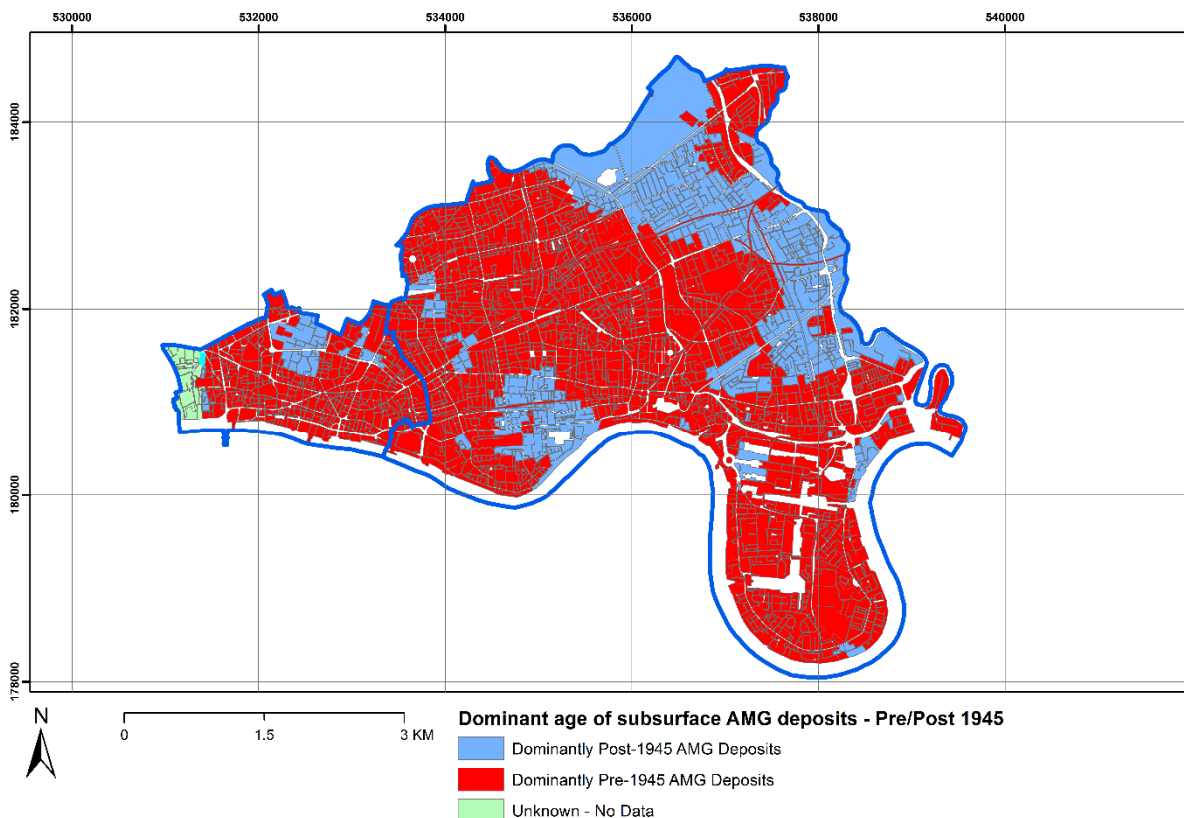 530000 532000 534000 536000 538000 540000
184000
182000
180000
178000
N
0 1.5 3 KM
Dominant age of subsurface AMG deposits - Pre/Post 1945
Dominantly Post-1945 AMG Deposits
Dominantly Pre-1945 AMG Deposits
Unknown - No Data